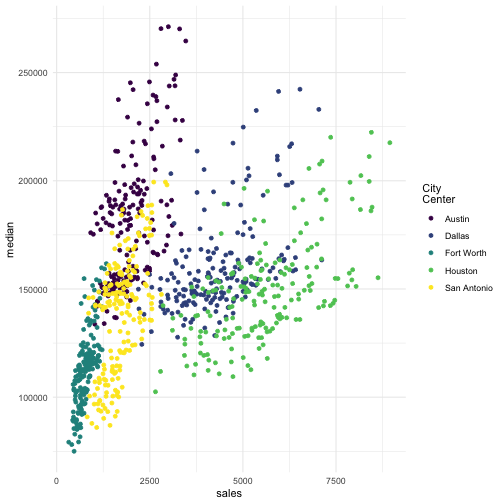 250000
200000
150000
100000
median
0
2500
5000
7500
sales
City
Center
Austin
Dallas
Fort Worth
Houston
San Antonio